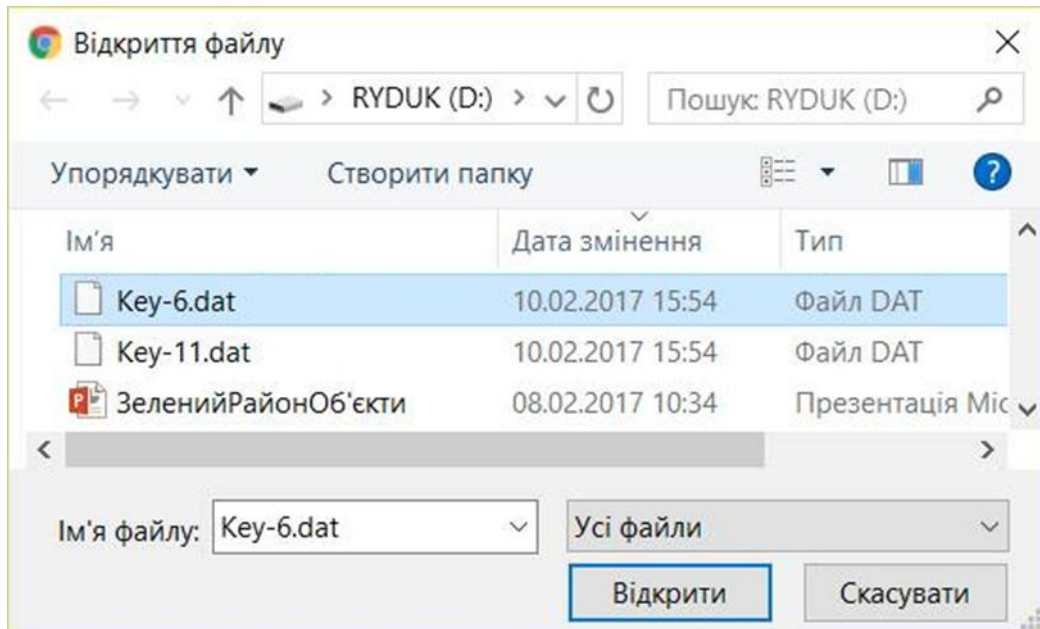 Відкриття файлу
RYDUK (D:) Пошук: RYDUK (D:)
Упорядкувати Створити папку
Ім'я Дата змінення Тип
Key-6.dat 10.02.2017 15:54 Файл DAT
Key-11.dat 10.02.2017 15:54 Файл DAT
ЗеленийРайонОб'єкти 08.02.2017 10:34 Презентація Mic
Ім'я файлу: Key-6.dat Усі файли
Відкрити Скасувати